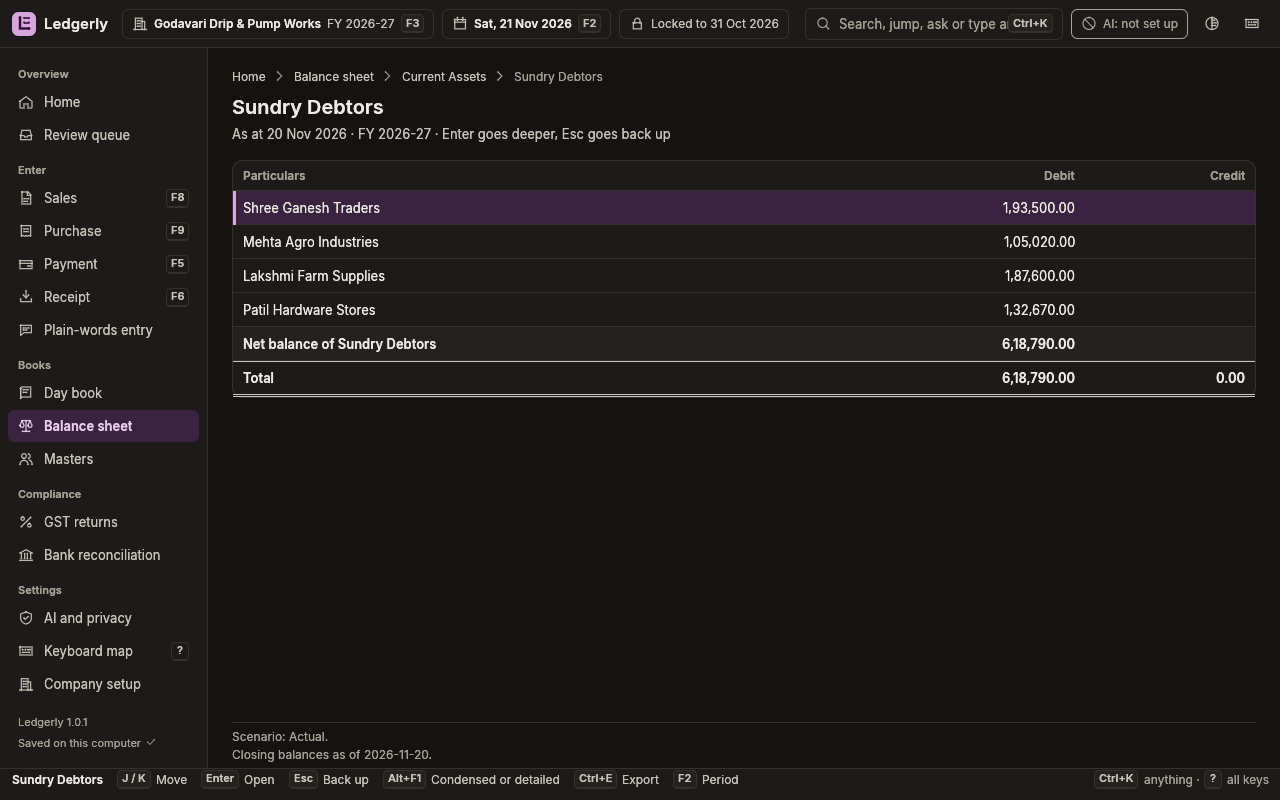 Ledgerly
Godavari Drip & Pump Works FY 2026-27 F3
Sat, 21 Nov 2026 F2
Locked to 31 Oct 2026
Search, jump, ask or type a Ctrl+K
AI: not set up
Overview
Home
Review queue
Enter
Sales F8
Purchase F9
Payment F5
Receipt F6
Plain-words entry
Books
Day book
Balance sheet
Masters
Compliance
GST returns
Bank reconciliation
Settings
AI and privacy
Keyboard map ?
Company setup
Ledgerly 1.0.1
Saved on this computer
Home Balance sheet Current Assets Sundry Debtors
Sundry Debtors
As at 20 Nov 2026 · FY 2026-27 · Enter goes deeper, Esc goes back up
Particulars Debit Credit
Shree Ganesh Traders 1,93,500.00
Mehta Agro Industries 1,05,020.00
Lakshmi Farm Supplies 1,87,600.00
Patil Hardware Stores 1,32,670.00
Net balance of Sundry Debtors 6,18,790.00
Total 6,18,790.00 0.00
Scenario: Actual.
Closing balances as of 2026-11-20.
Sundry Debtors J / K Move Enter Open Esc Back up Alt+F1 Condensed or detailed Ctrl+E Export F2 Period Ctrl+K anything · ? all keys